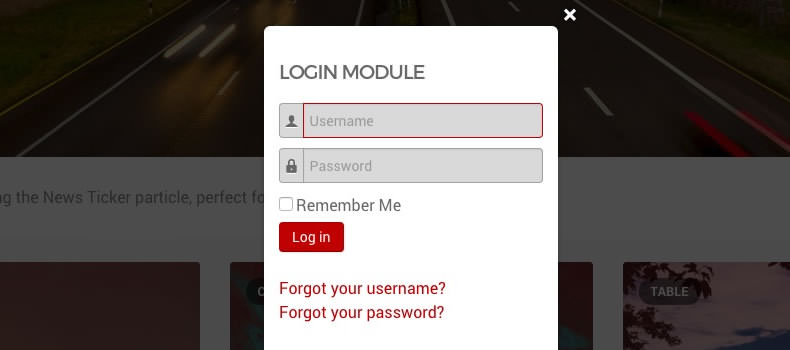 LOGIN MODULE
Username
Password
Remember Me
Log in
Forgot your username?
Forgot your password?
the News Ticker particle, perfect
TABLE